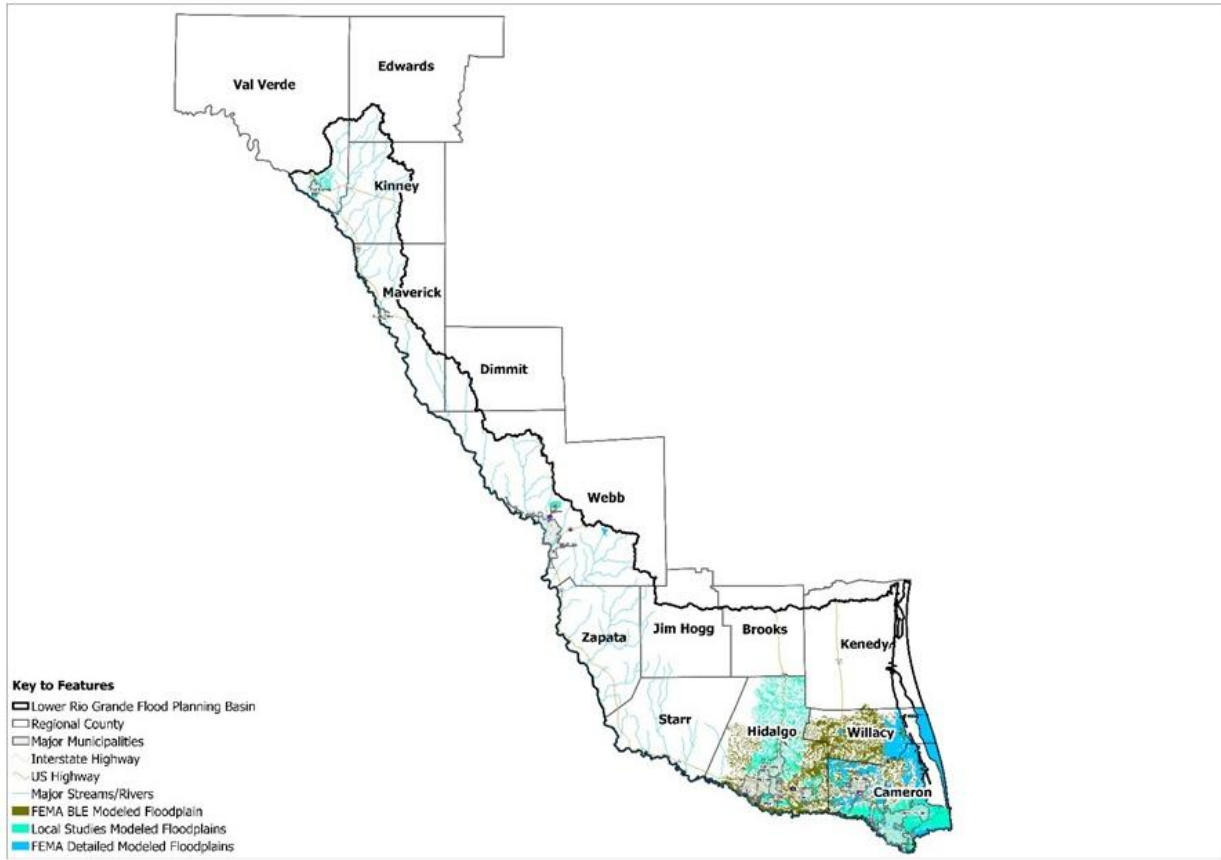 Val Verde
Edwards
Kinney
Maverick
Dimmit
Webb
Zapata
Jim Hogg
Brooks
Kenedy
Starr
Hidalgo
Willacy
Cameron
Key to Features
Lower Rio Grande Flood Planning Basin
Regional County
Major Municipalities
Interstate Highway
US Highway
Major Streams/Rivers
FEMA BLE Modeled Floodplain
Local Studies Modeled Floodplains
FEMA Detailed Modeled Floodplains